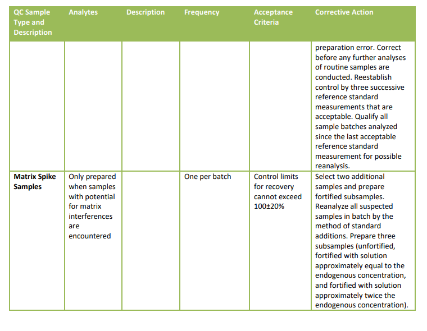 QC Sample
Type and
Description
Analytes
Description
Frequency
Acceptance
Criteria
Corrective Action
preparation error. Correct
before any further analyses
of routine samples are
conducted. Reestablish
control by three successive
reference standard
measurements that are
acceptable. Qualify all
sample batches analyzed
since the last acceptable
reference standard
measurement for possible
reanalysis.
Matrix Spike
Samples
Only prepared
when samples
with potential
for matrix
interferences
are
encountered
One per batch
Control limits
for recovery
cannot exceed
100±20%
Select two additional
samples and prepare
fortified subsamples.
Reanalyze all suspected
samples in batch by the
method of standard
additions. Prepare three
subsamples (unfortified,
fortified with solution
approximately equal to the
endogenous concentration,
and fortified with solution
approximately twice the
endogenous concentration).